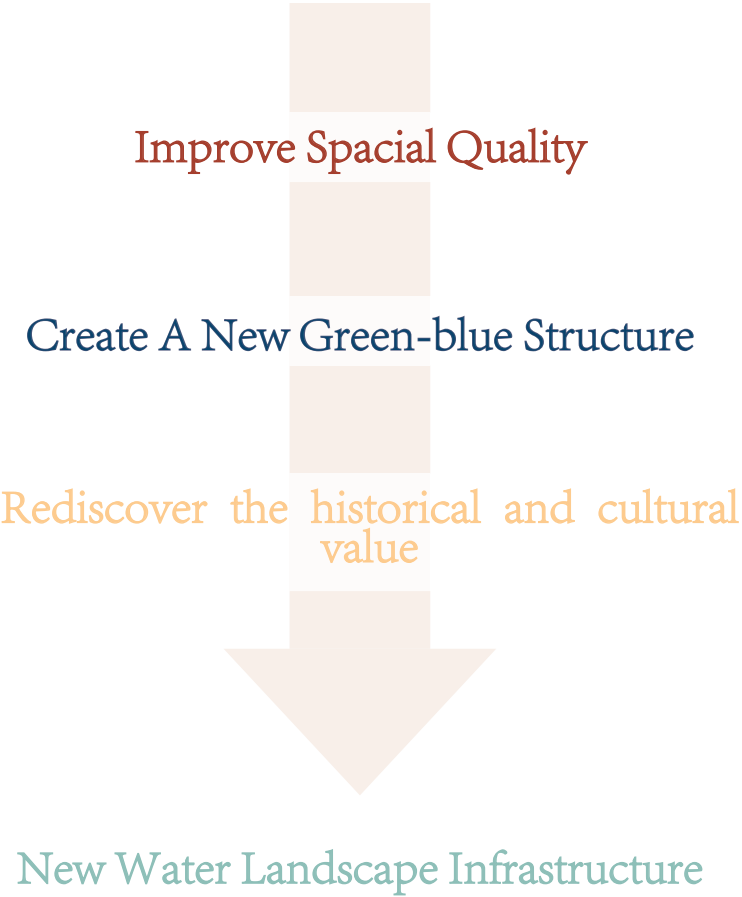 Improve Spacial Quality
Create A New Green-blue Structure
Rediscover the historical and cultural
value
New Water Landscape Infrastructure